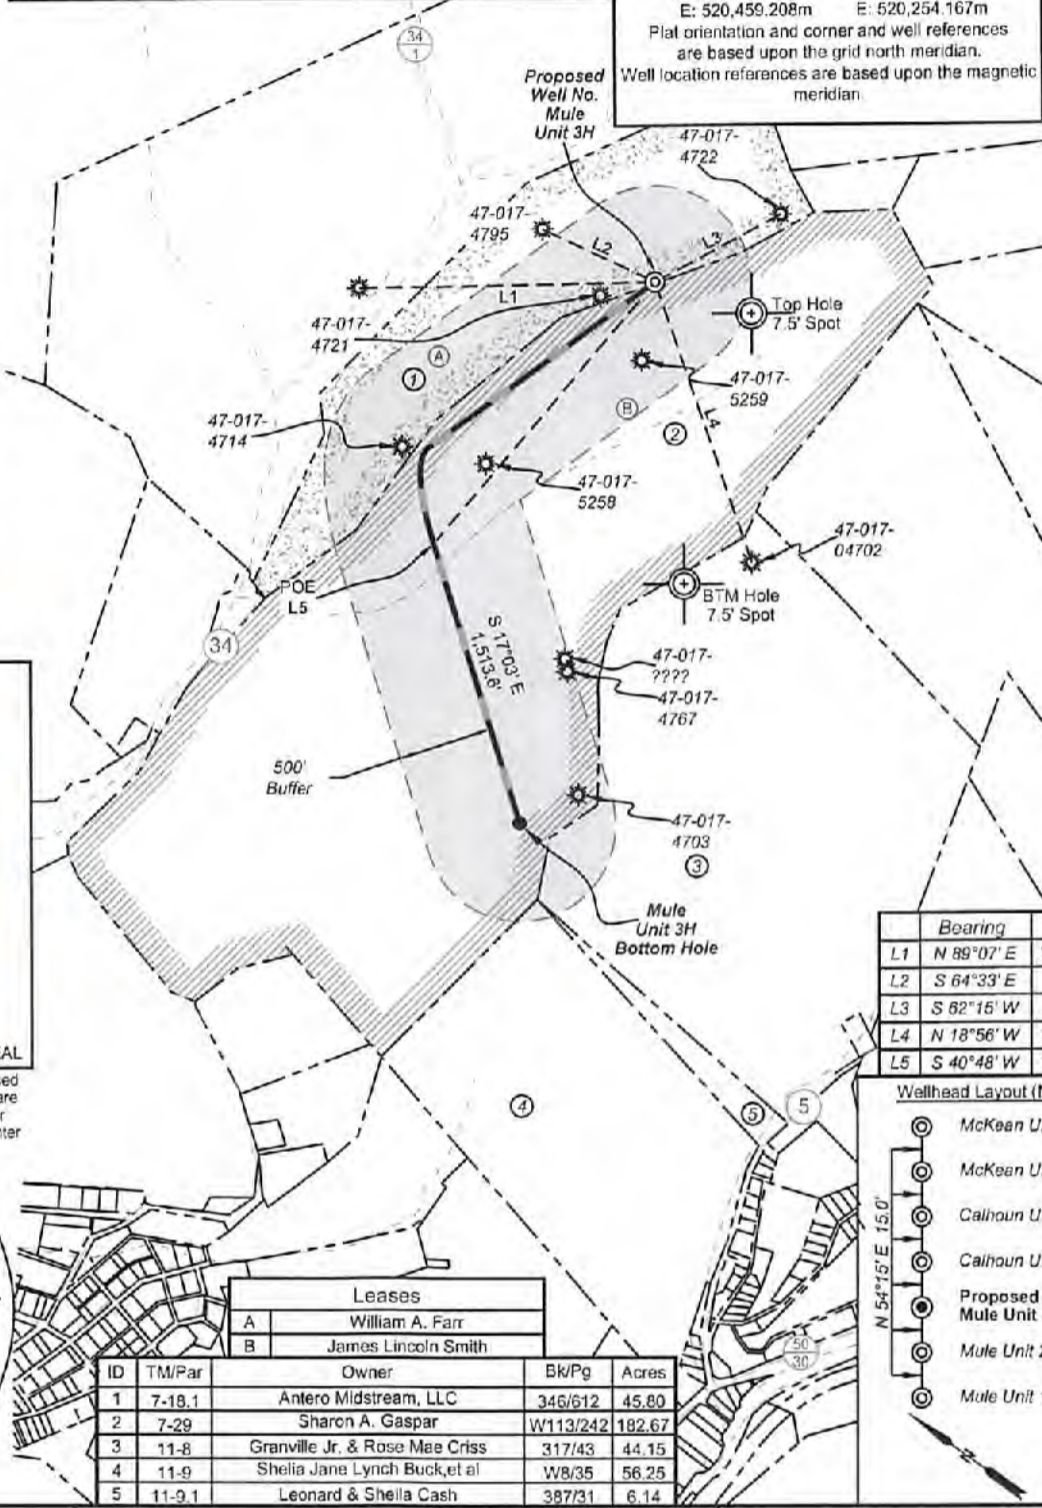 E: 520,459.208m E: 520,254.167m
Plat orientation and corner and well references
are based upon the grid north meridian.
Well location references are based upon the magnetic
meridian
34
1
Proposed
Well No.
Mule
Unit 3H
47-017-
4722
47-017-
4795
L2
L3
L1
Top Hole
7.5' Spot
47-017-
4721
A
1
47-017-
5259
B
2
L4
47-017-
4714
47-017-
5258
47-017-
04702
POE
L5
BTM Hole
7.5' Spot
34
S 17°03' E
1,513.6'
47-017-
????
47-017-
4767
500'
Buffer
47-017-
4703
3
Mule
Unit 3H
Bottom Hole
Bearing
L1 N 89°07' E
L2 S 64°33' E
L3 S 62°15' W
L4 N 18°56' W
L5 S 40°48' W
4
5
5
Wellhead Layout (N
McKean U
McKean U
Calhoun U
Calhoun U
Proposed
Mule Unit
Mule Unit 2
Mule Unit
N 54°15' E 15.0'
N
50
30
Leases
A William A. Farr
B James Lincoln Smith
ID TM/Par Owner Bk/Pg Acres
1 7-18.1 Antero Midstream, LLC 346/612 45.80
2 7-29 Sharon A. Gaspar W113/242 182.67
3 11-8 Granville Jr. & Rose Mae Criss 317/43 44.15
4 11-9 Shelia Jane Lynch Buck,et al W8/35 56.25
5 11-9.1 Leonard & Sheila Cash 387/31 6.14